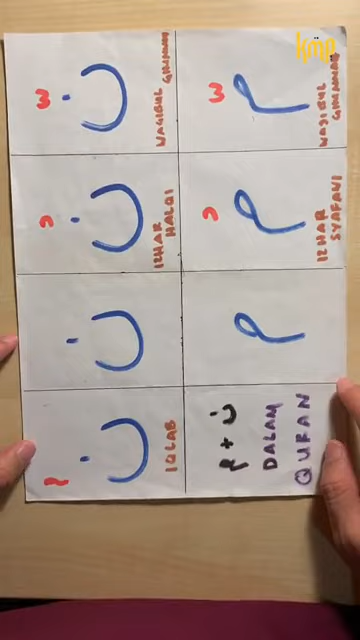 kmp
نۢ
IQLAB
ن
نْ
IZHAR
HALQI
نّ
WAJIBUL
GHUNNAH
م + ن
DALAM
QURAN
م
مْ
IZHAR
SYAFAWI
مّ
WAJIBUL
GHUNNAH